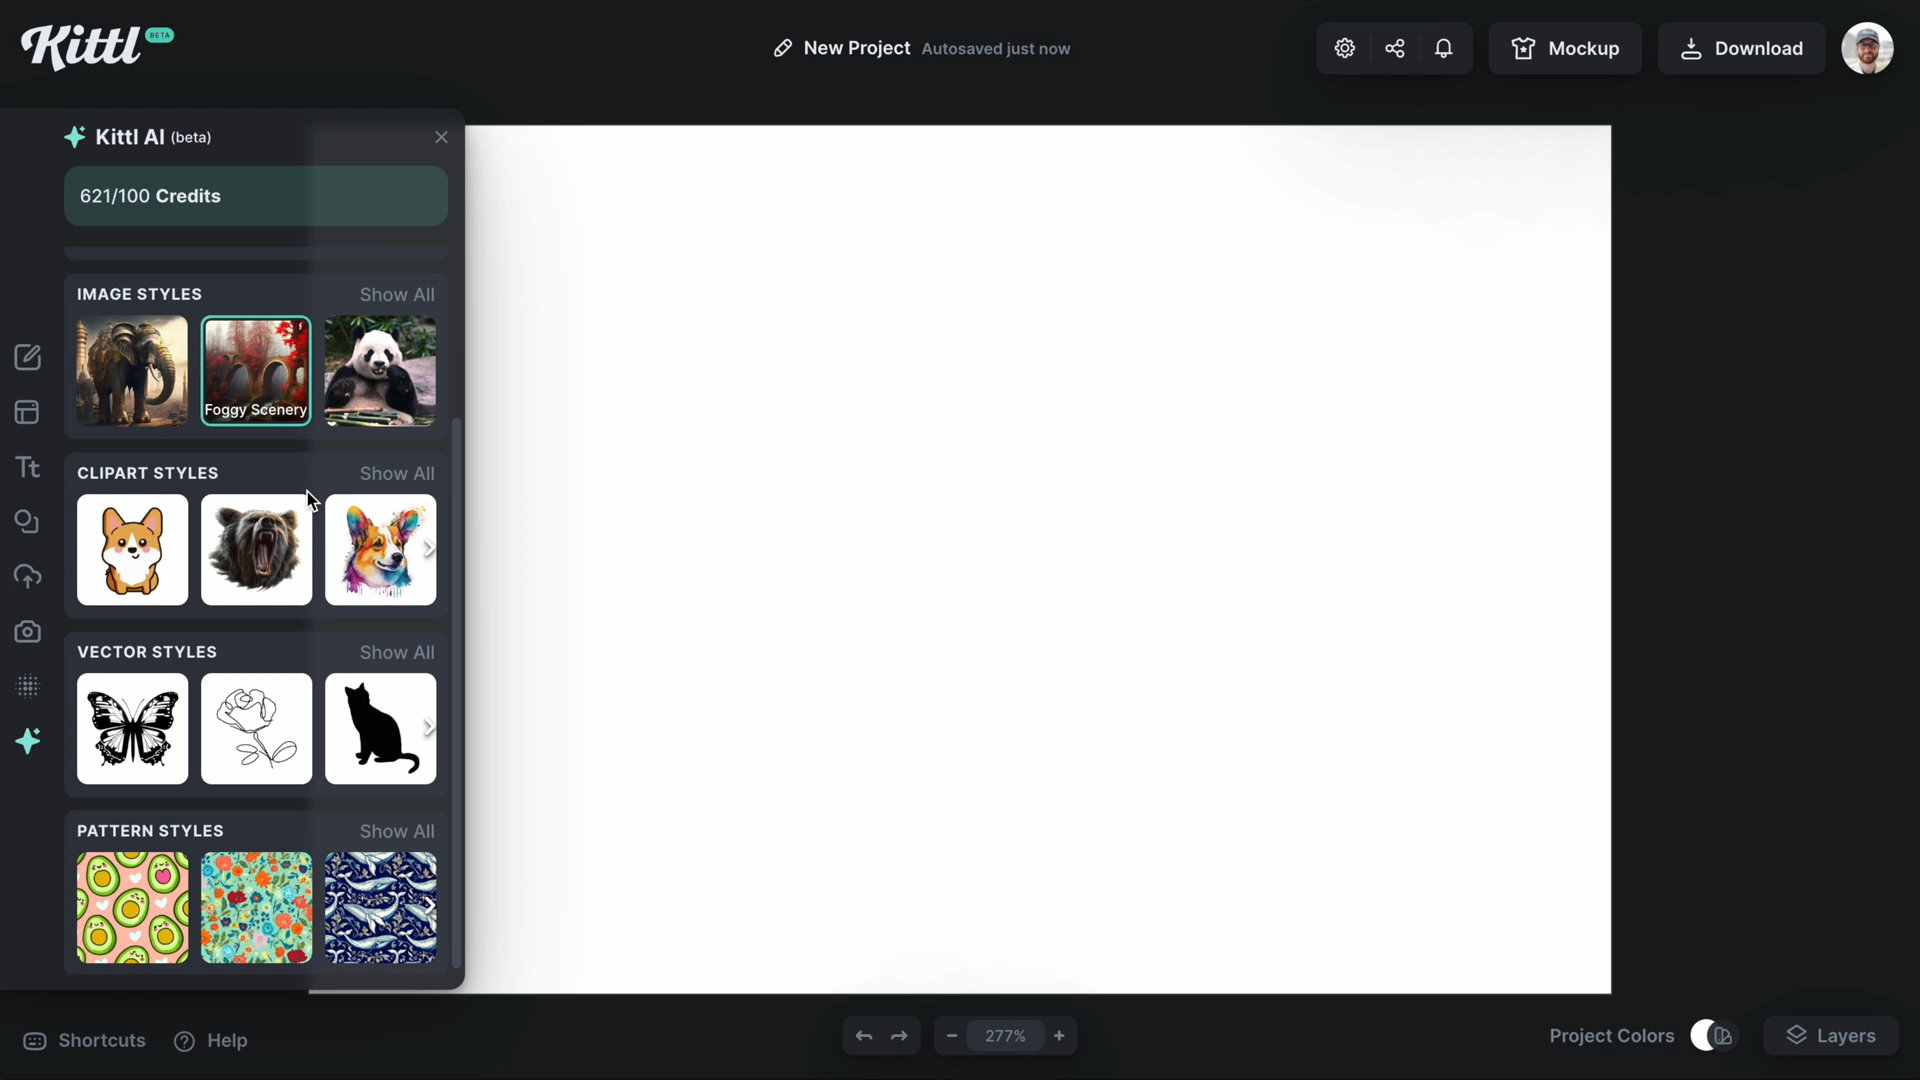 Kittl BETA
New Project Autosaved just now
Mockup
Download
Kittl AI (beta)
621/100 Credits
IMAGE STYLES Show All
Foggy Scenery
CLIPART STYLES Show All
VECTOR STYLES Show All
PATTERN STYLES Show All
Tt
Shortcuts
Help
277%
Project Colors
Layers